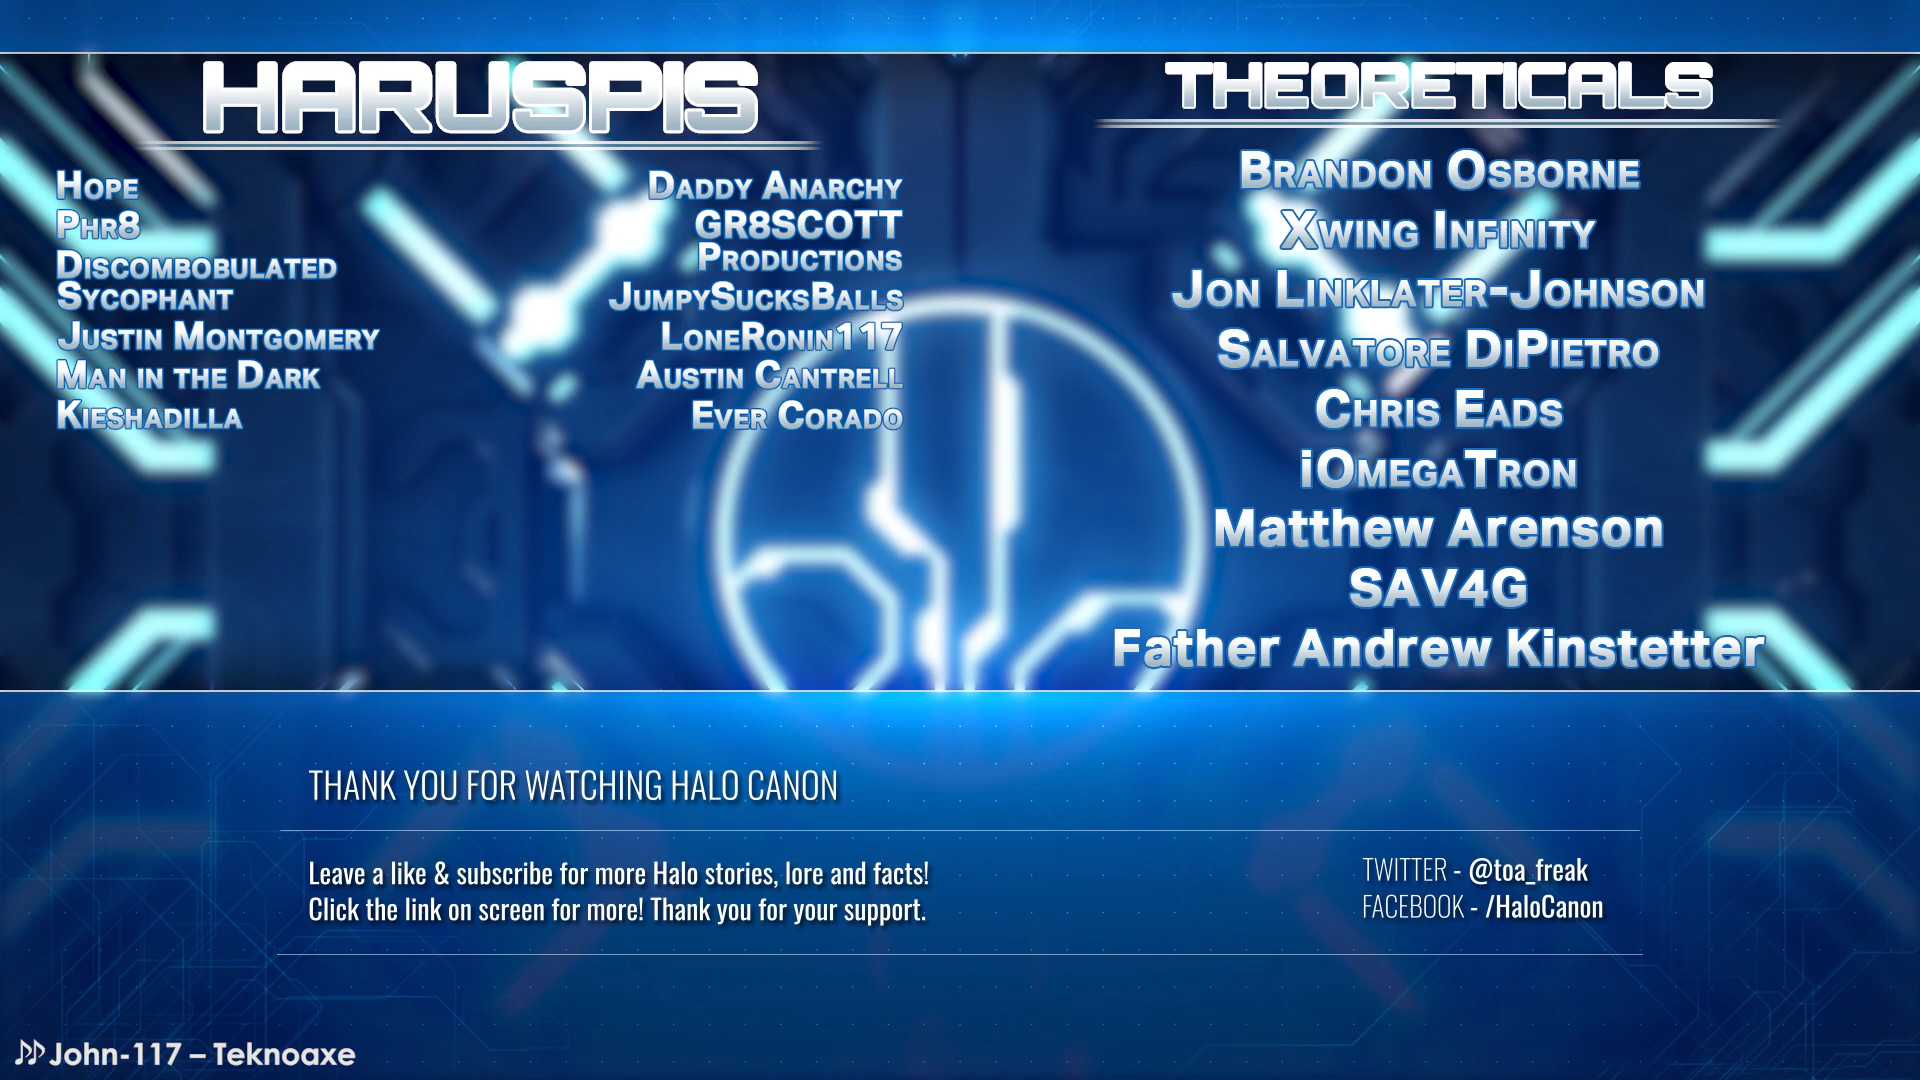 HARUSPIS
Hope
Phr8
Discombobulated
Sycophant
Justin Montgomery
Man in the Dark
Kieshadilla
Daddy Anarchy
GR8SCOTT
Productions
JumpySucksBalls
LoneRonin117
Austin Cantrell
Ever Corado
THEORETICALS
Brandon Osborne
Xwing Infinity
Jon Linklater-Johnson
Salvatore DiPietro
Chris Eads
iOmegaTron
Matthew Arenson
SAV4G
Father Andrew Kinstetter
THANK YOU FOR WATCHING HALO CANON
Leave a like & subscribe for more Halo stories, lore and facts!
Click the link on screen for more! Thank you for your support.
TWITTER - @toa_freak
FACEBOOK - /HaloCanon
John-117 – Teknoaxe